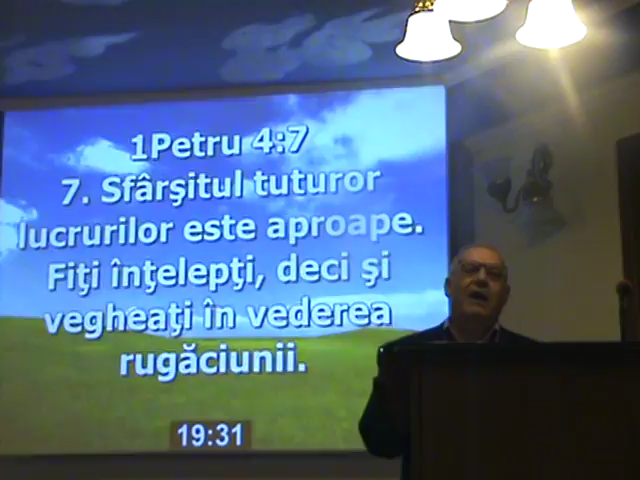 1Petru 4:7
7. Sfârşitul tuturor
lucrurilor este aproape.
Fiţi înţelepţi, deci şi
vegheaţi în vederea
rugăciunii.
19:31